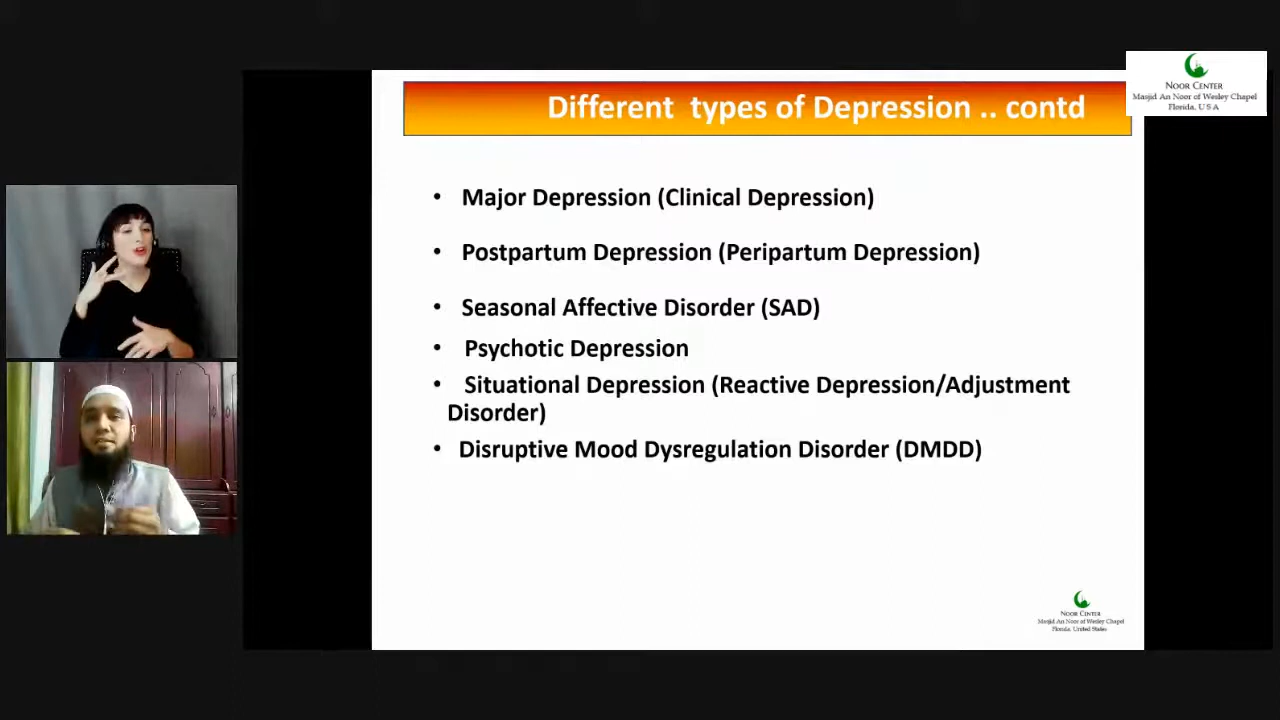 Different types of Depression .. contd
NOOR CENTER
Masjid An Noor of Wesley Chapel
Florida, U S A
• Major Depression (Clinical Depression)
• Postpartum Depression (Peripartum Depression)
• Seasonal Affective Disorder (SAD)
• Psychotic Depression
• Situational Depression (Reactive Depression/Adjustment
Disorder)
• Disruptive Mood Dysregulation Disorder (DMDD)
NOOR CENTER
Masjid An Noor of Wesley Chapel
Florida, United States